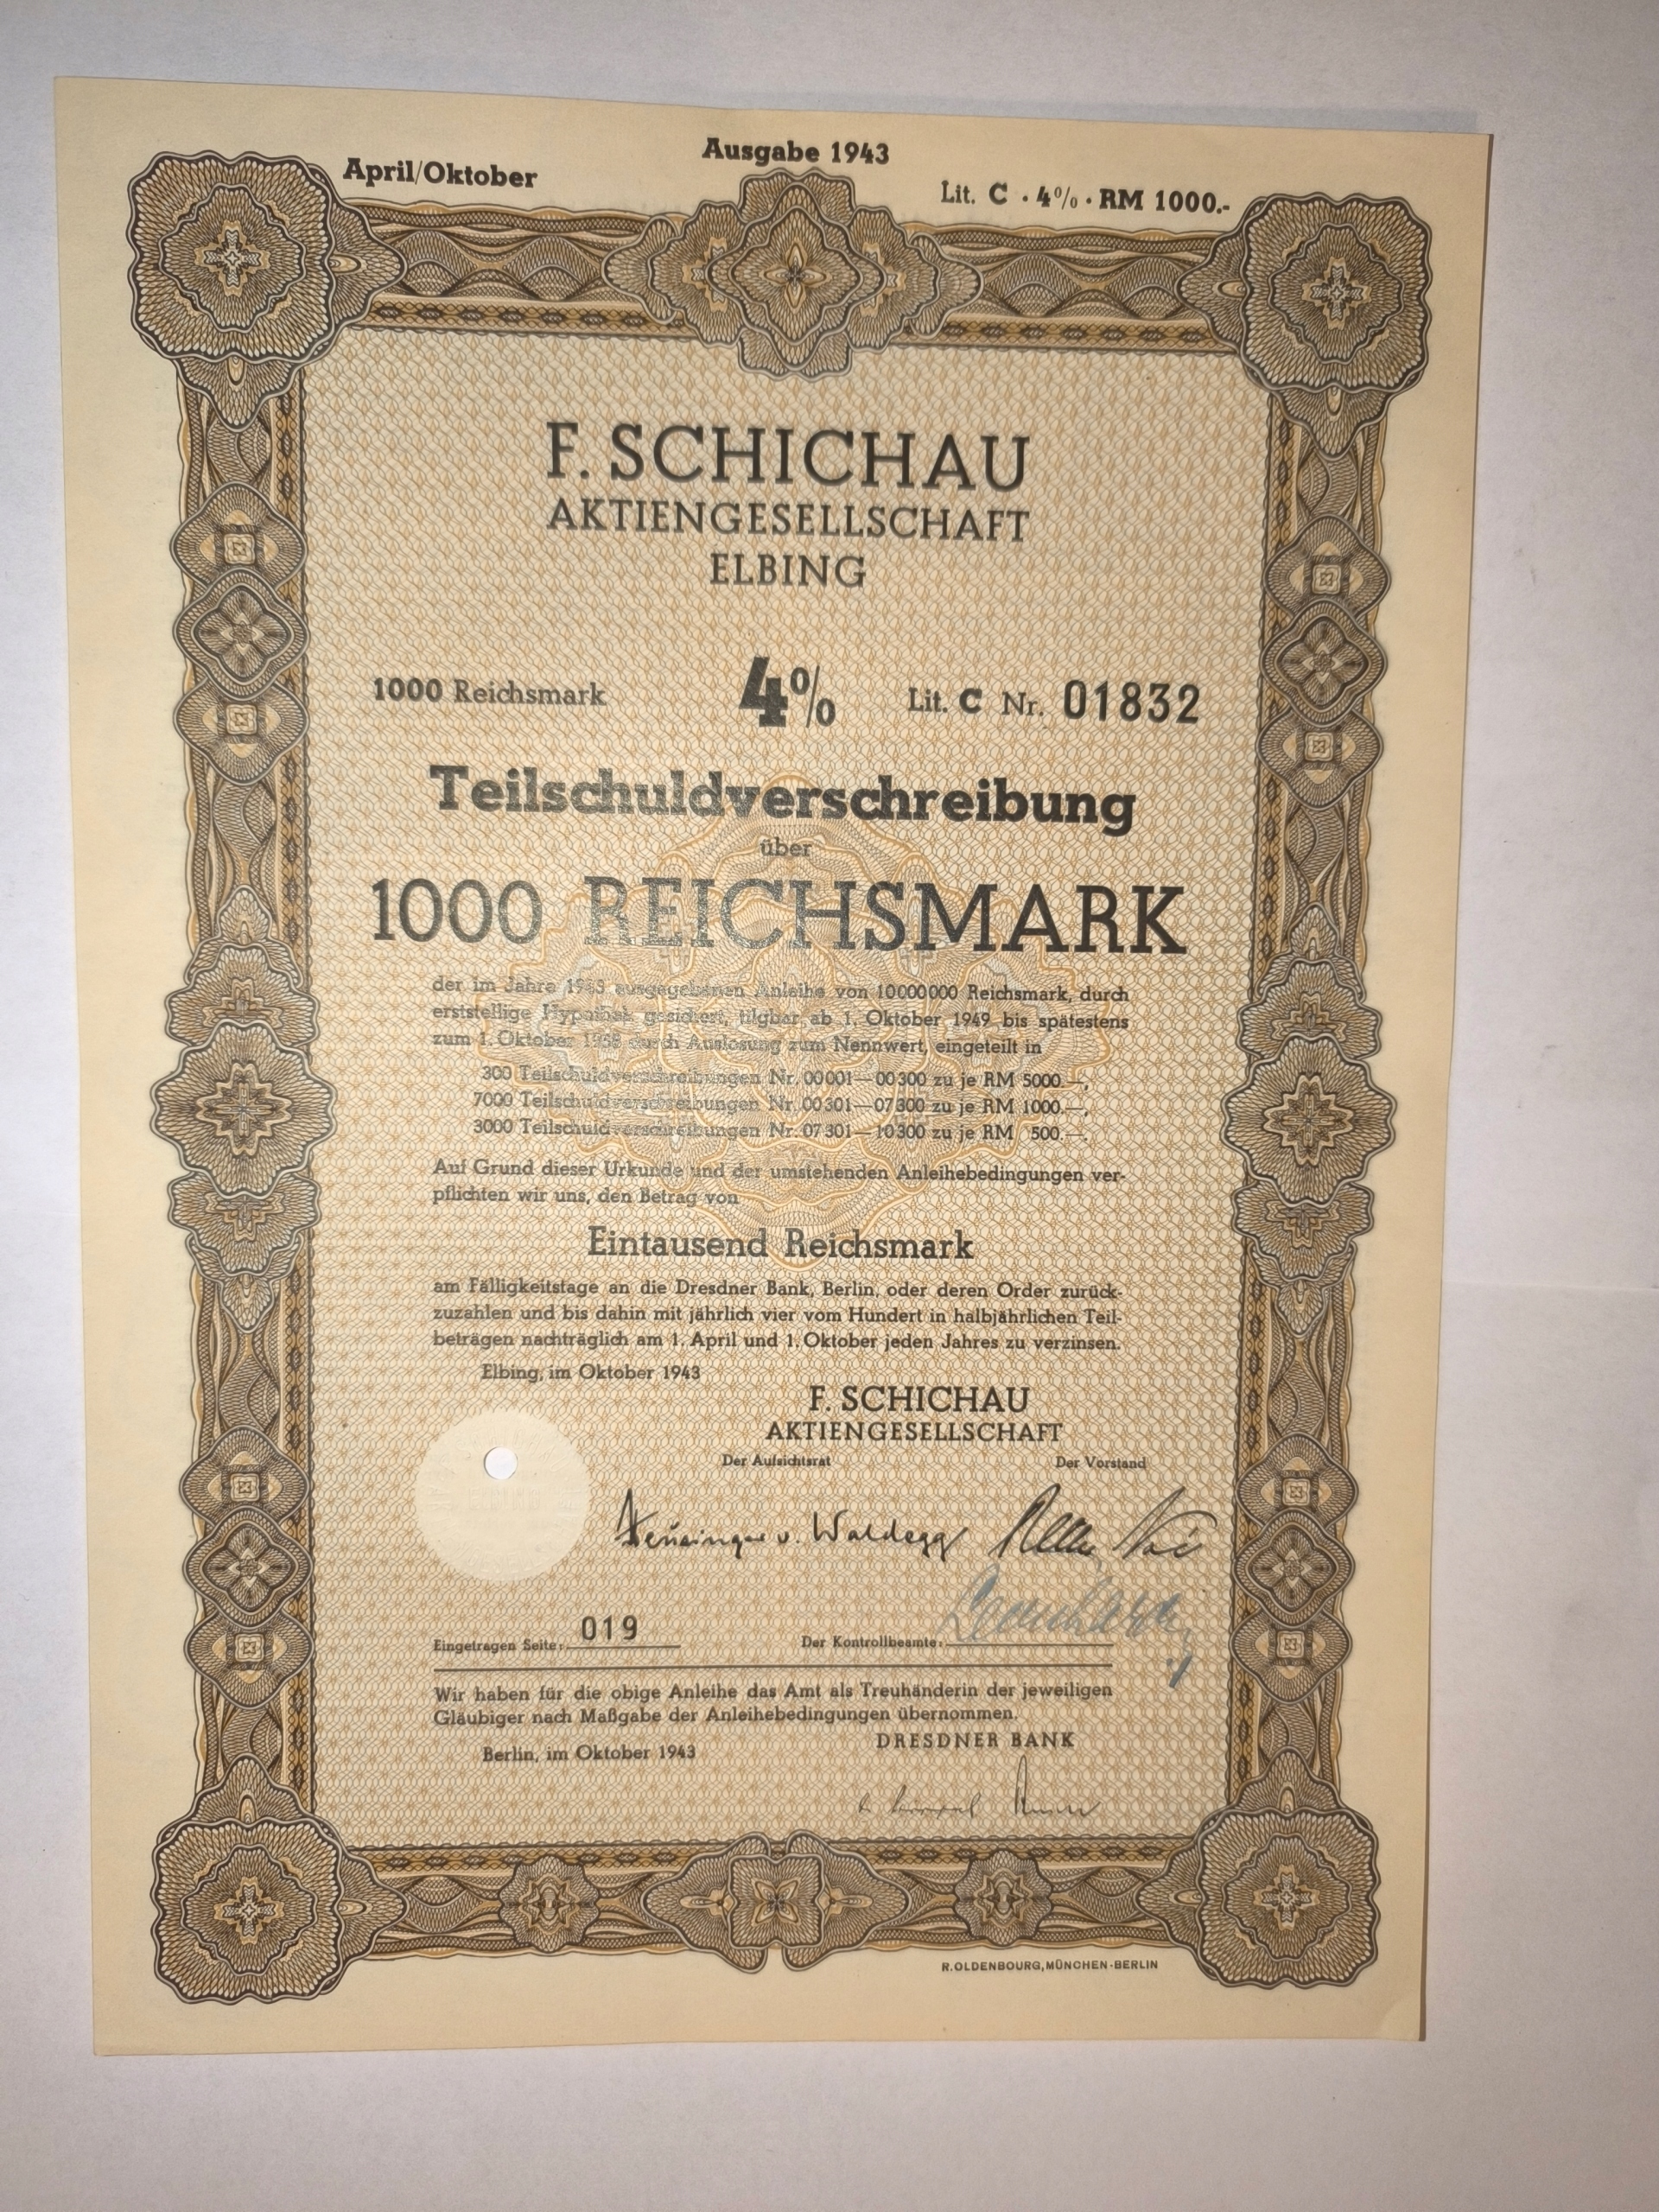 April/Oktober
Ausgabe 1943
Lit. C · 4% · RM 1000.-
F. SCHICHAU
AKTIENGESELLSCHAFT
ELBING
1000 Reichsmark 4% Lit. C Nr. 01832
Teilschuldverschreibung
über
1000 REICHSMARK
der im Jahre 1943 ausgegebenen Anleihe von 10000000 Reichsmark, durch
erststellige Hypothek gesichert, tilgbar ab 1. Oktober 1949 bis spätestens
zum 1. Oktober 1958 durch Auslosung zum Nennwert, eingeteilt in
300 Teilschuldverschreibungen Nr. 00001—00300 zu je RM 5000.—,
7000 Teilschuldverschreibungen Nr. 00301—07300 zu je RM 1000.—,
3000 Teilschuldverschreibungen Nr. 07301—10300 zu je RM 500.—.
Auf Grund dieser Urkunde und der umstehenden Anleihebedingungen ver-
pflichten wir uns, den Betrag von
Eintausend Reichsmark
am Fälligkeitstage an die Dresdner Bank, Berlin, oder deren Order zurück-
zuzahlen und bis dahin mit jährlich vier vom Hundert in halbjährlichen Teil-
beträgen nachträglich am 1. April und 1. Oktober jeden Jahres zu verzinsen.
Elbing, im Oktober 1943
F. SCHICHAU
AKTIENGESELLSCHAFT
Der Aufsichtsrat Der Vorstand
Heusinger v. Waldegg
Eingetragen Seite: 019 Der Kontrollbeamte:
Wir haben für die obige Anleihe das Amt als Treuhänderin der jeweiligen
Gläubiger nach Maßgabe der Anleihebedingungen übernommen.
Berlin, im Oktober 1943
DRESDNER BANK
R. OLDENBOURG, MÜNCHEN-BERLIN